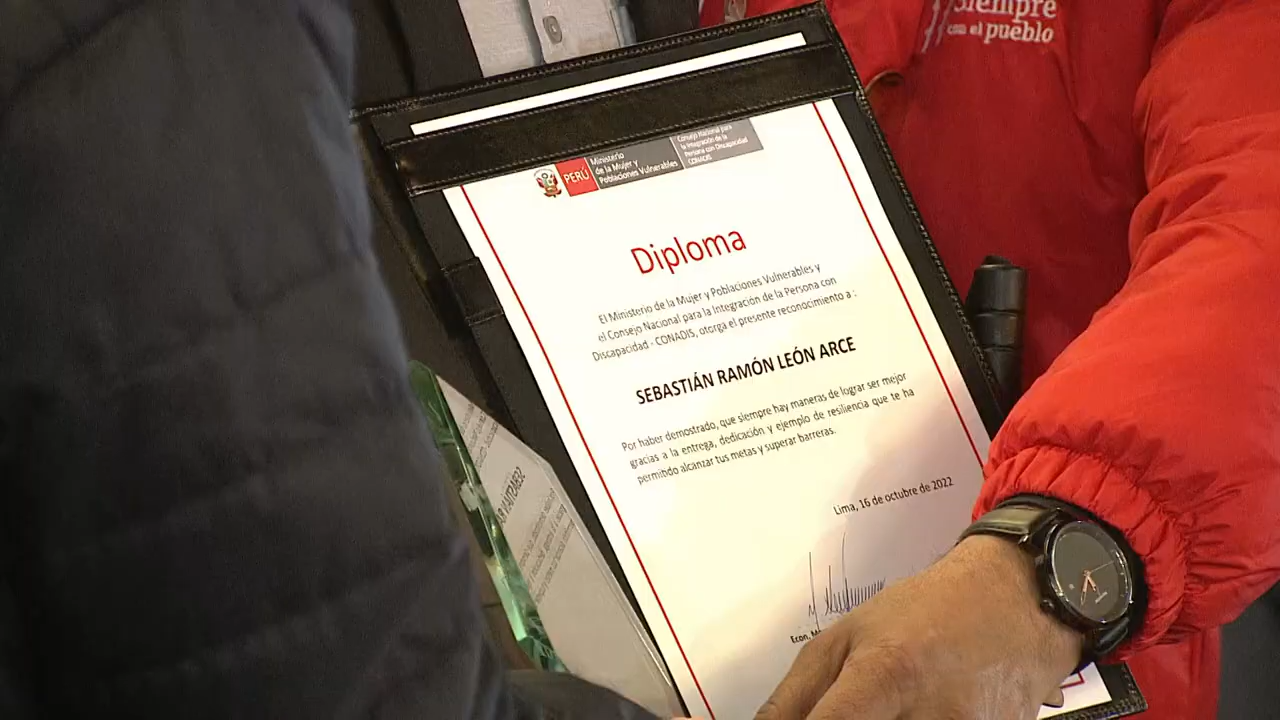 Siempre
con el pueblo
PERÚ
Ministerio
de la Mujer y
Poblaciones Vulnerables
Consejo Nacional para
la Integración de la
Persona con Discapacidad
CONADIS
Diploma
El Ministerio de la Mujer y Poblaciones Vulnerables y
el Consejo Nacional para la Integración de la Persona con
Discapacidad - CONADIS, otorga el presente reconocimiento a :
SEBASTIÁN RAMÓN LEÓN ARCE
Por haber demostrado, que siempre hay maneras de lograr ser mejor
gracias a la entrega, dedicación y ejemplo de resiliencia que te ha
permitido alcanzar tus metas y superar barreras.
Lima, 16 de octubre de 2022
Econ.